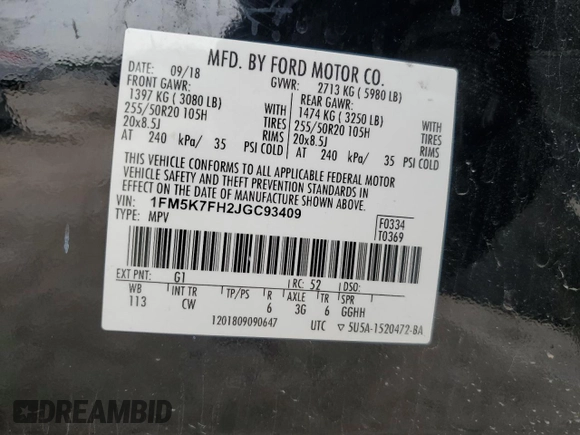 MFD. BY FORD MOTOR CO.
09/18 GVWR: 2713 KG ( 5980 LB)
FRONT GAWR: REAR GAWR:
1397 KG ( 3080 LB) WITH 1474 KG ( 3250 LB) WITH
255/50R20 105H TIRES 255/50R20 105H TIRES
20x8.5J RIMS 20x8.5J RIMS
AT 240 kPa/ 35 PSI COLD AT 240 kPa/ 35 PSI COLD
THIS VEHICLE CONFORMS TO ALL APPLICABLE FEDERAL MOTOR
VEHICLE SAFETY AND THEFT PREVENTION STANDARDS IN
EFFECT ON THE DATE OF MANUFACTURE SHOWN ABOVE.
VIN: 1FM5K7FH2JGC93409 F0334
TYPE: MPV T0369
EXT PNT: G1 RC: 52 DSO:
WB INT TR TP/PS R AXLE TR SPR
113 CW 6 3G 6 GGHH
1201809090647 UTC ▽ 5U5A-1520472-BA
DREAMBID